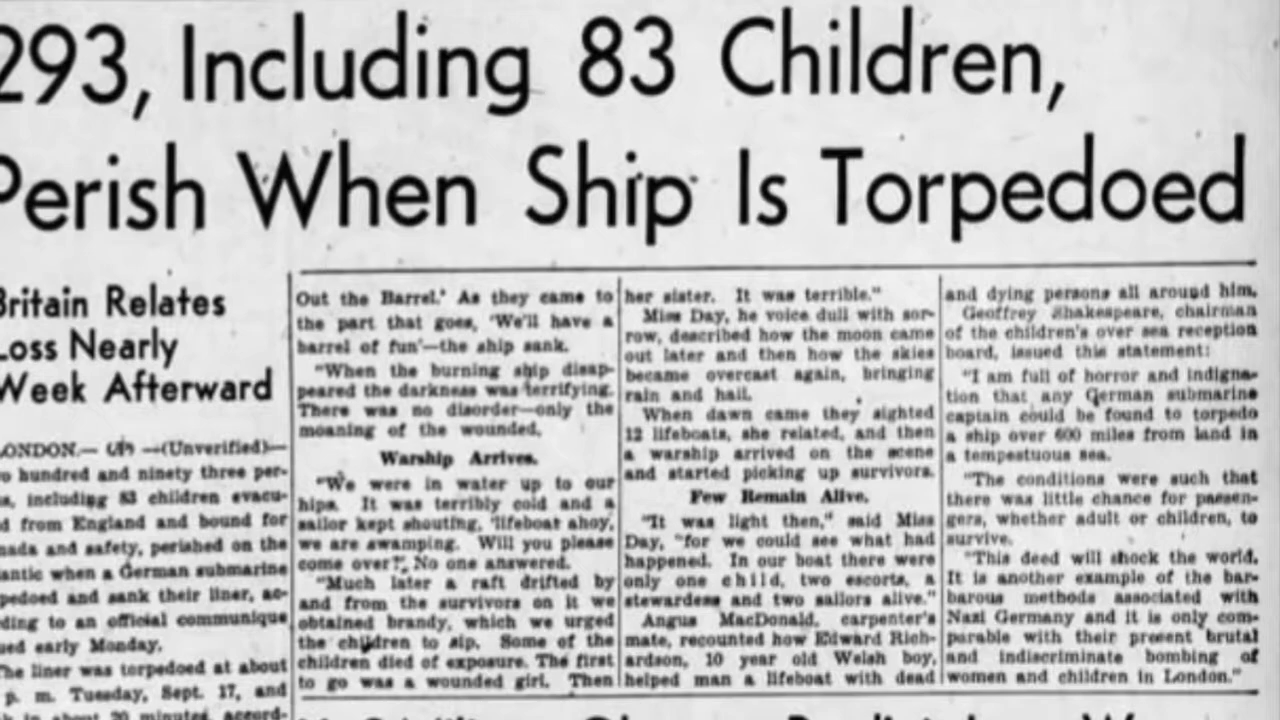 293, Including 83 Children,
Perish When Ship Is Torpedoed
Britain Relates
Loss Nearly
Week Afterward
LONDON.— UP —(Unverified)—
o hundred and ninety three per-
s, including 83 children evacu-
d from England and bound for
nada and safety, perished on the
antic when a German submarine
pedoed and sank their liner, ac-
ding to an official communique
ued early Monday.
The liner was torpedoed at about
p. m. Tuesday, Sept. 17, and
in about 20 minutes, accord-
Out the Barrel.' As they came to
the part that goes, 'We'll have a
barrel of fun'—the ship sank.
"When the burning ship disap-
peared the darkness was terrifying.
There was no disorder—only the
moaning of the wounded.
Warship Arrives.
"We were in water up to our
hips. It was terribly cold and a
sailor kept shouting, 'lifeboat ahoy,
we are swamping. Will you please
come over?' No one answered.
"Much later a raft drifted by
and from the survivors on it we
obtained brandy, which we urged
the children to sip. Some of the
children died of exposure. The first
to go was a wounded girl. Then
her sister. It was terrible."
Miss Day, he voice dull with sor-
row, described how the moon came
out later and then how the skies
became overcast again, bringing
rain and hail.
When dawn came they sighted
12 lifeboats, she related, and then
a warship arrived on the scene
and started picking up survivors.
Few Remain Alive.
"It was light then," said Miss
Day, "for we could see what had
happened. In our boat there were
only one child, two escorts, a
stewardess and two sailors alive."
Angus MacDonald, carpenter's
mate, recounted how Edward Rich-
ardson, 10 year old Welsh boy,
helped man a lifeboat with dead
and dying persons all around him.
Geoffrey Shakespeare, chairman
of the children's over sea reception
board, issued this statement:
"I am full of horror and indigna-
tion that any German submarine
captain could be found to torpedo
a ship over 600 miles from land in
a tempestuous sea.
"The conditions were such that
there was little chance for passen-
gers, whether adult or children, to
survive.
"This deed will shock the world.
It is another example of the bar-
barous methods associated with
Nazi Germany and it is only com-
parable with their present brutal
and indiscriminate bombing of
women and children in London."